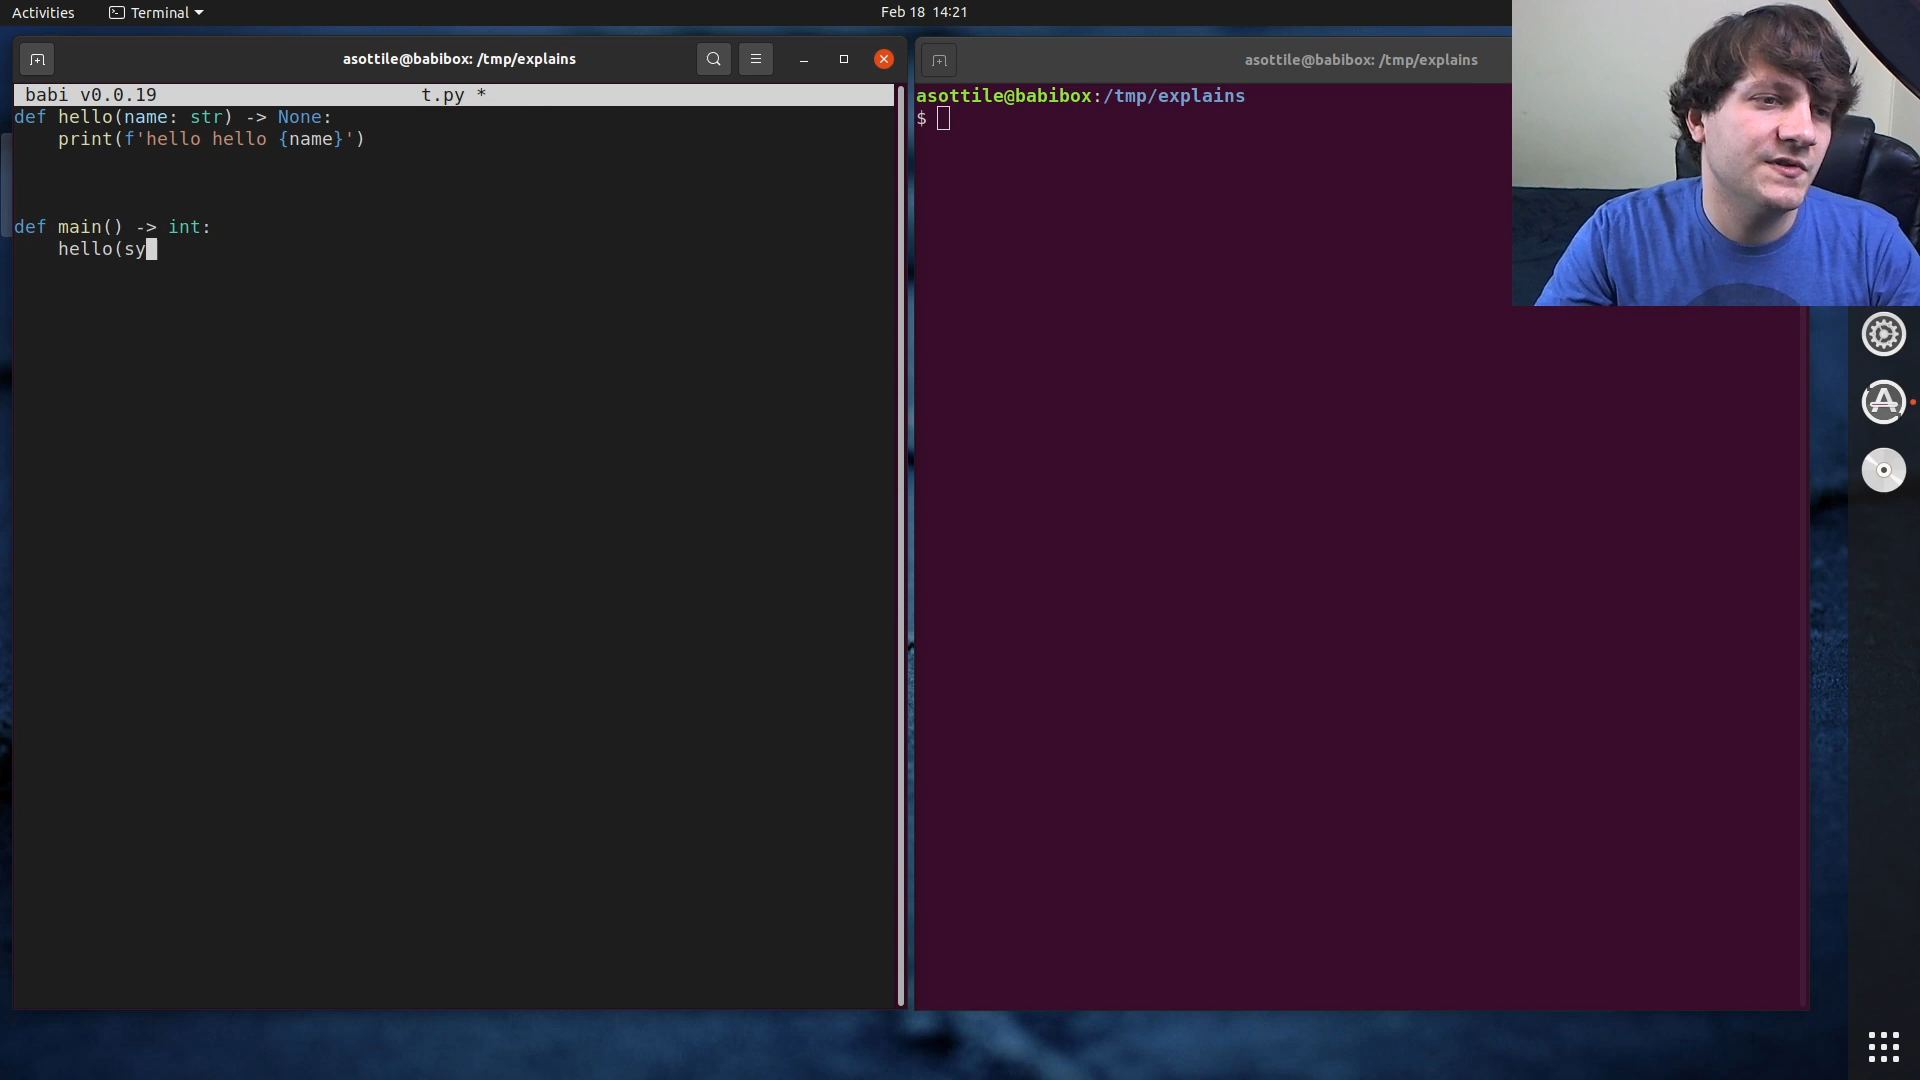 Activities
Terminal
Feb 18 14:21
asottile@babibox: /tmp/explains
babi v0.0.19 t.py *
def hello(name: str) -> None:
    print(f'hello hello {name}')
def main() -> int:
    hello(sy
asottile@babibox: /tmp/explains
asottile@babibox:/tmp/explains
$